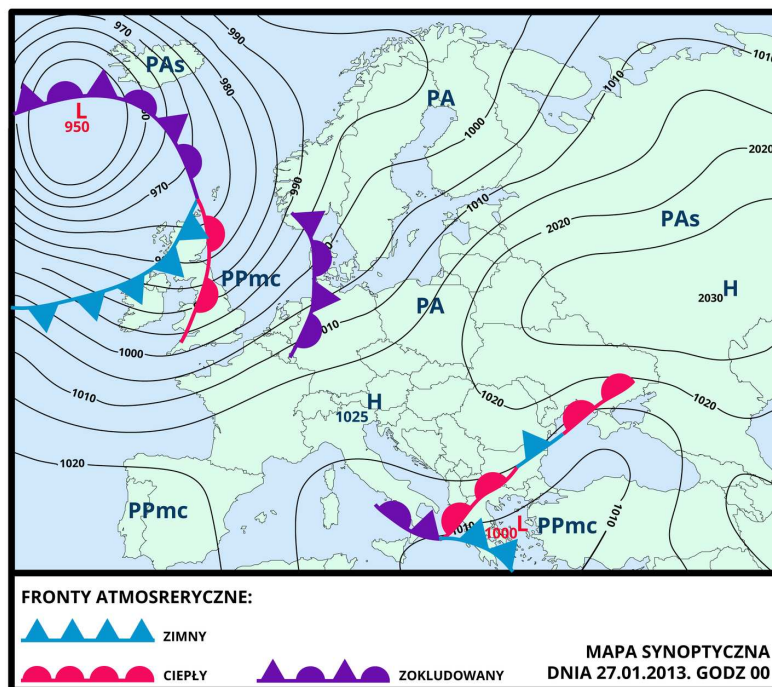 970
990
980
PAs
1010
1010
PA
L
950
1000
2020
990
970
1010
2020
PAs
PPmc
2030 H
PA
1010
1000
H
1025
1020
1020
1010
1020
PPmc
1010
1000 L
PPmc
1010
FRONTY ATMOSRERYCZNE:
ZIMNY
CIEPŁY
ZOKLUDOWANY
MAPA SYNOPTYCZNA
DNIA 27.01.2013. GODZ 00